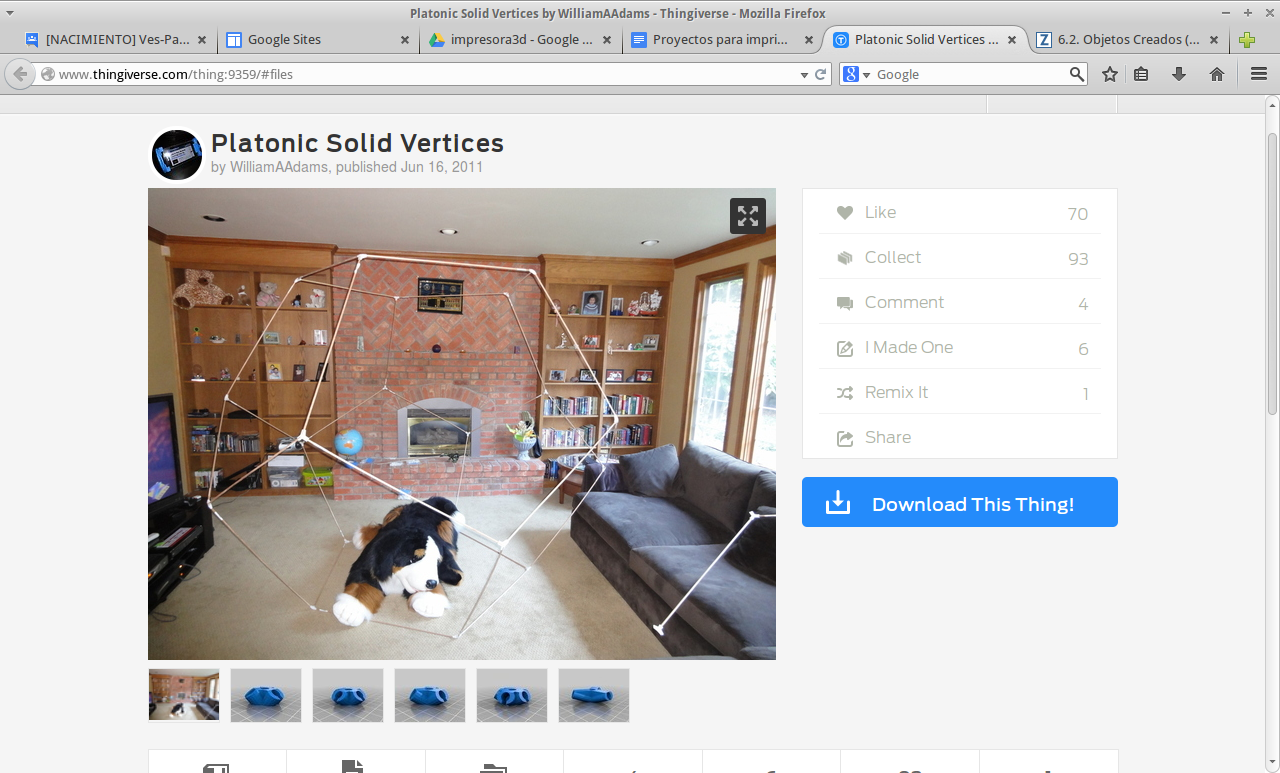 Platonic Solid Vertices by WilliamAAdams - Thingiverse - Mozilla Firefox
[NACIMIENTO] Ves-Pa...
Google Sites
impresora3d - Google ...
Proyectos para impri...
Platonic Solid Vertices ...
6.2. Objetos Creados (...
www.thingiverse.com/thing:9359/#files
Google
Platonic Solid Vertices
by WilliamAAdams, published Jun 16, 2011
Like 70
Collect 93
Comment 4
I Made One 6
Remix It 1
Share
Download This Thing!